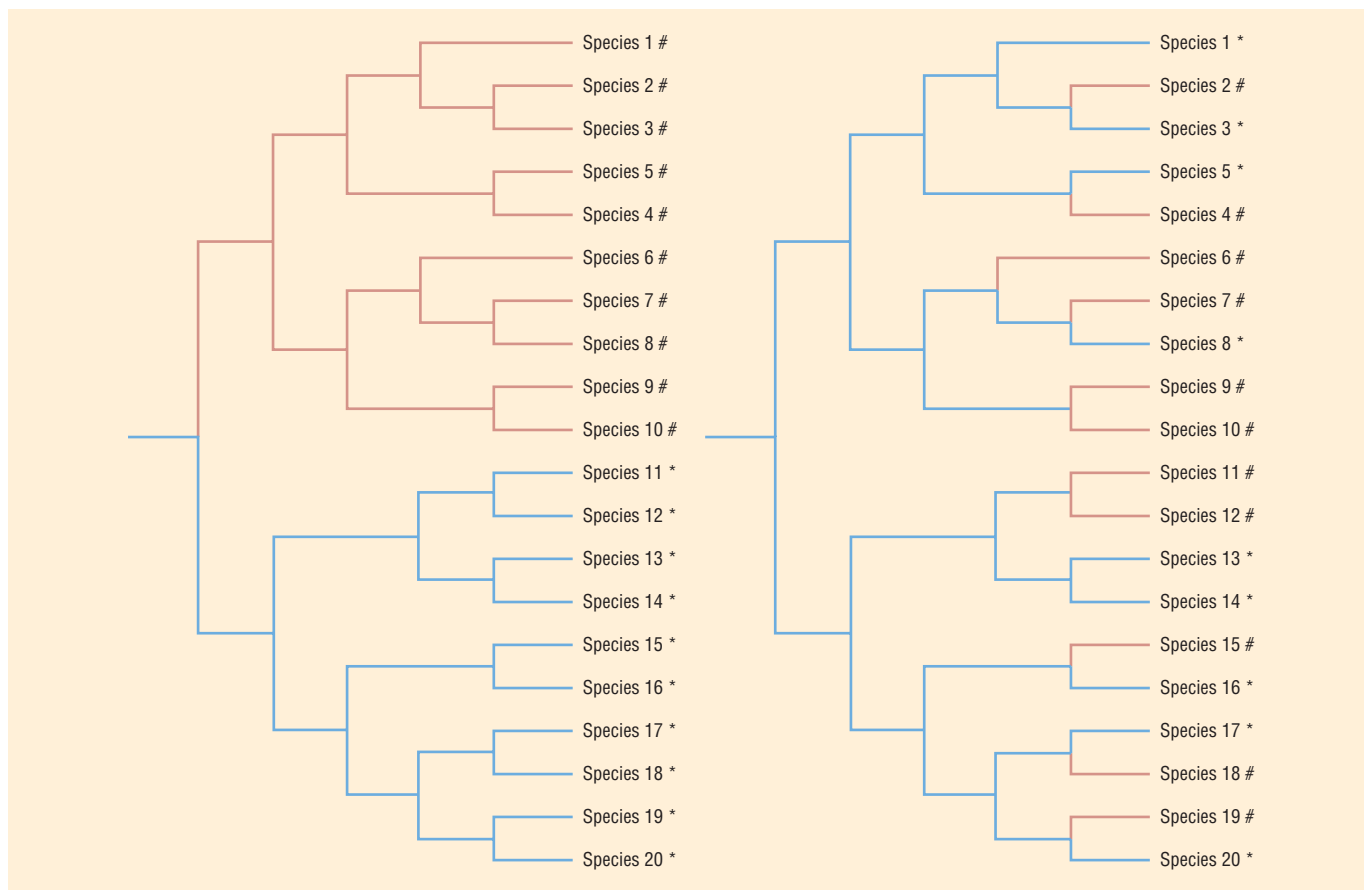 Species 1 #
Species 2 #
Species 3 #
Species 5 #
Species 4 #
Species 6 #
Species 7 #
Species 8 #
Species 9 #
Species 10 #
Species 11 *
Species 12 *
Species 13 *
Species 14 *
Species 15 *
Species 16 *
Species 17 *
Species 18 *
Species 19 *
Species 20 *
Species 1 *
Species 2 #
Species 3 *
Species 5 *
Species 4 #
Species 6 #
Species 7 #
Species 8 *
Species 9 #
Species 10 #
Species 11 #
Species 12 #
Species 13 *
Species 14 *
Species 15 #
Species 16 *
Species 17 *
Species 18 #
Species 19 #
Species 20 *